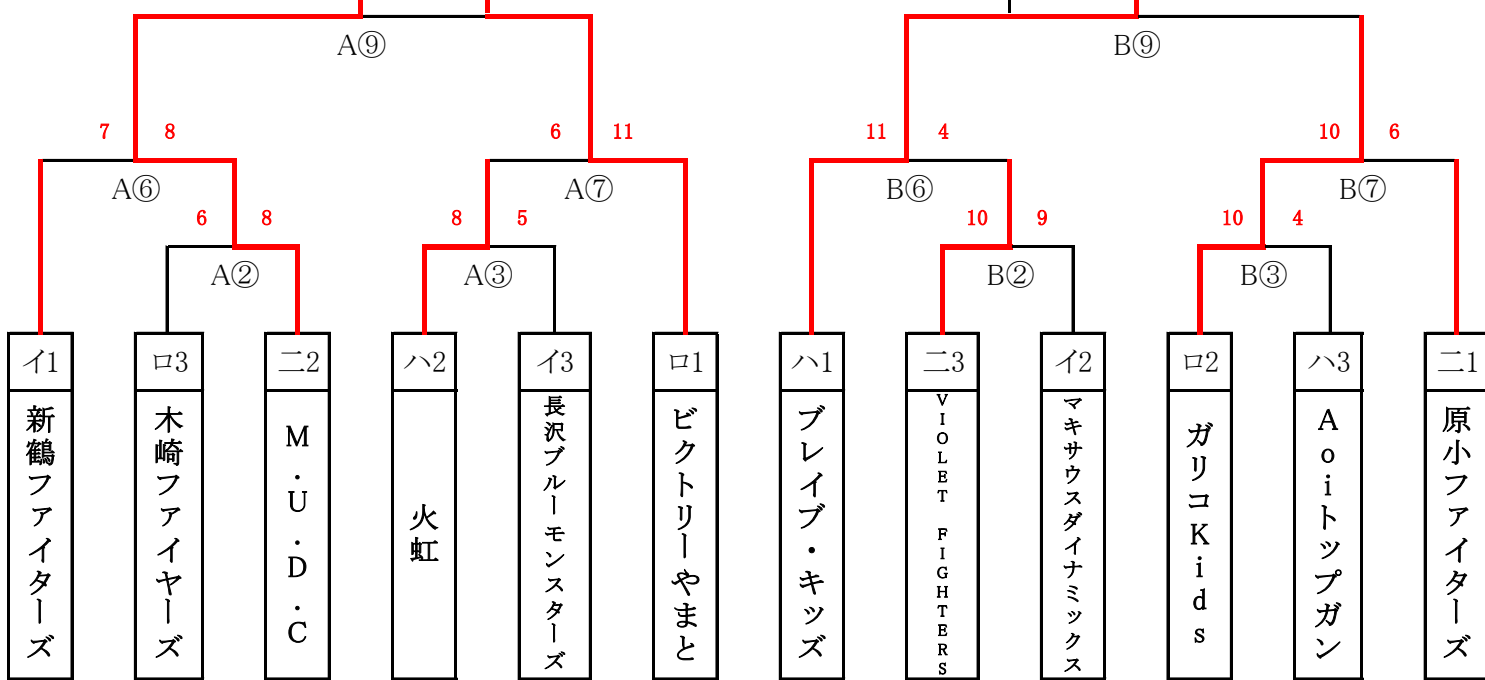 A⑨ B⑨
7 8 6 11 11 4 10 6
A⑥ A⑦ B⑥ B⑦
6 8 8 5 10 9 10 4
A② A③ B② B③
イ1 ロ3 ニ2 ハ2 イ3 ロ1 ハ1 ニ3 イ2 ロ2 ハ3 ニ1
新鶴ファイターズ
木崎ファイヤーズ
M.U.D.C
火虹
長沢ブルーモンスターズ
ビクトリーやまと
ブレイブ・キッズ
VIOLET FIGHTERS
マキサウスダイナミックス
ガリコKids
Aoiトップガン
原小ファイターズ